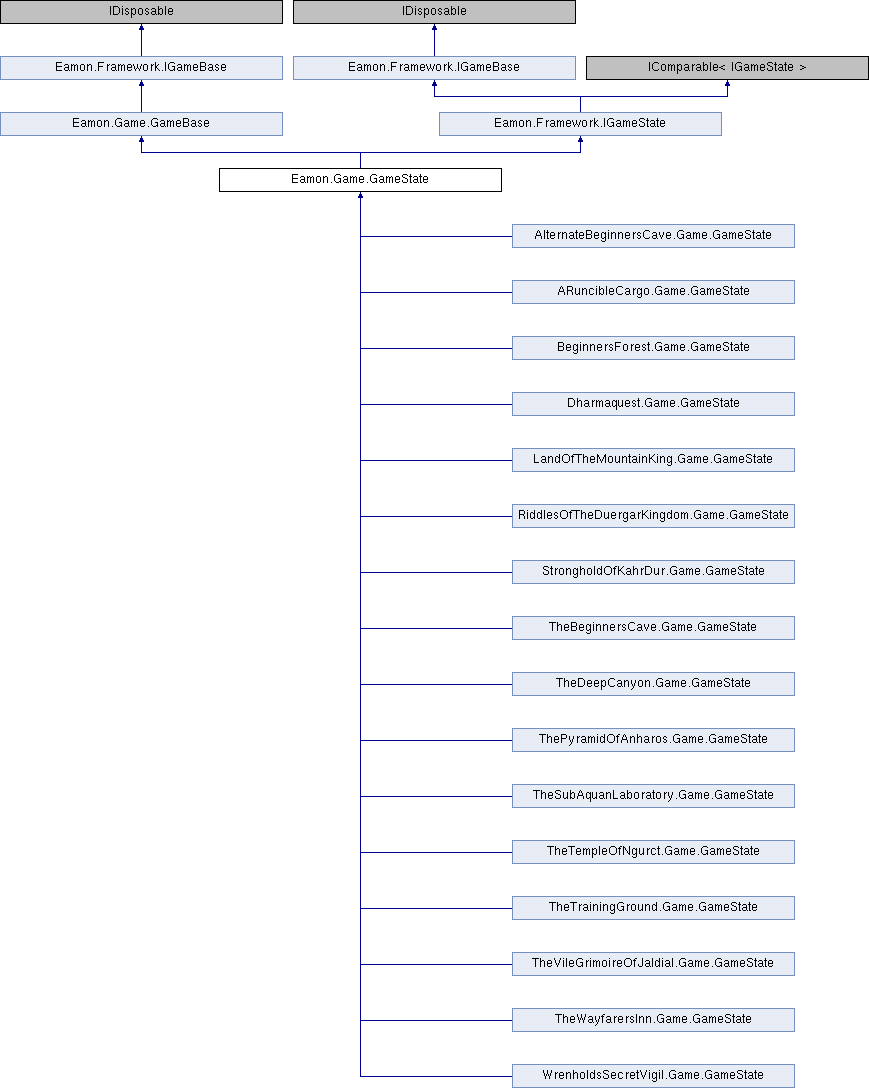 IDisposable
IDisposable
Eamon.Framework.IGameBase
Eamon.Framework.IGameBase
IComparable< IGameState >
Eamon.Game.GameBase
Eamon.Framework.IGameState
Eamon.Game.GameState
AlternateBeginnersCave.Game.GameState
ARuncibleCargo.Game.GameState
BeginnersForest.Game.GameState
Dharmaquest.Game.GameState
LandOfTheMountainKing.Game.GameState
RiddlesOfTheDuergarKingdom.Game.GameState
StrongholdOfKahrDur.Game.GameState
TheBeginnersCave.Game.GameState
TheDeepCanyon.Game.GameState
ThePyramidOfAnharos.Game.GameState
TheSubAquanLaboratory.Game.GameState
TheTempleOfNgurct.Game.GameState
TheTrainingGround.Game.GameState
TheVileGrimoireOfJaldial.Game.GameState
TheWayfarersInn.Game.GameState
WrenholdsSecretVigil.Game.GameState